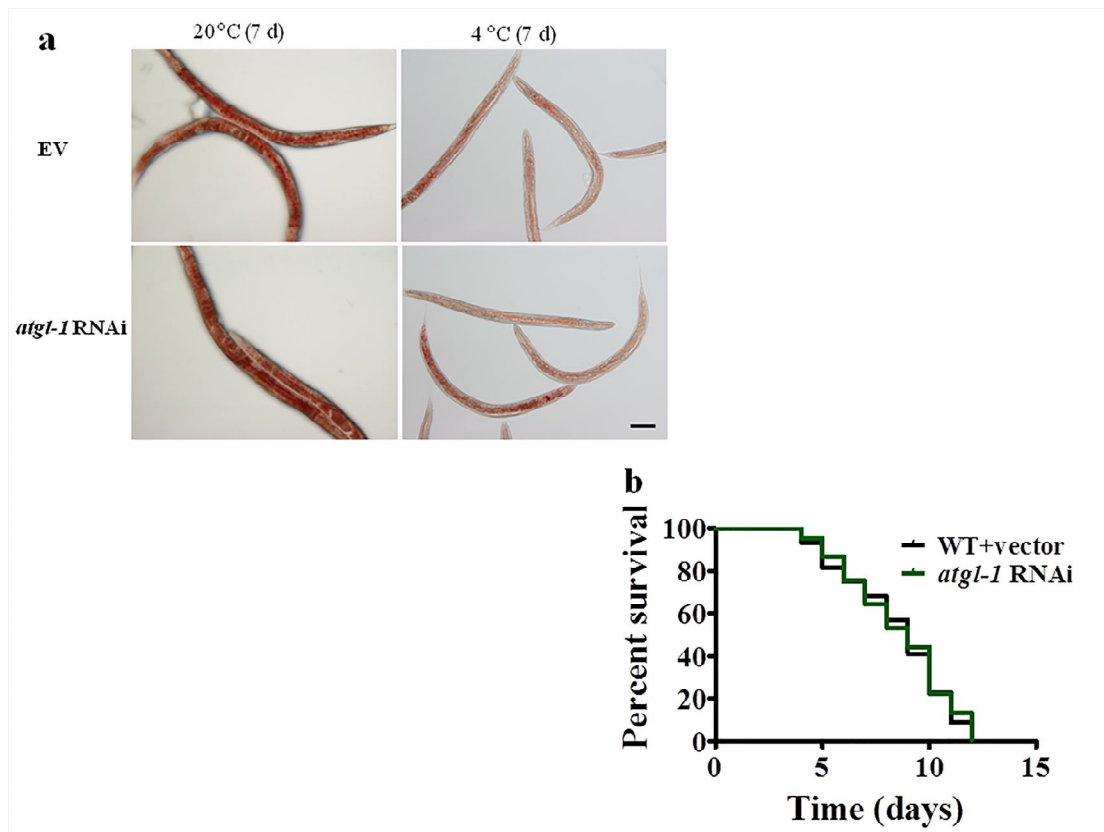 a
20°C (7 d)
4 °C (7 d)
EV
atgl-1 RNAi
b
100
80
60
40
20
0
Percent survival
WT+vector
atgl-1 RNAi
0 5 10 15
Time (days)